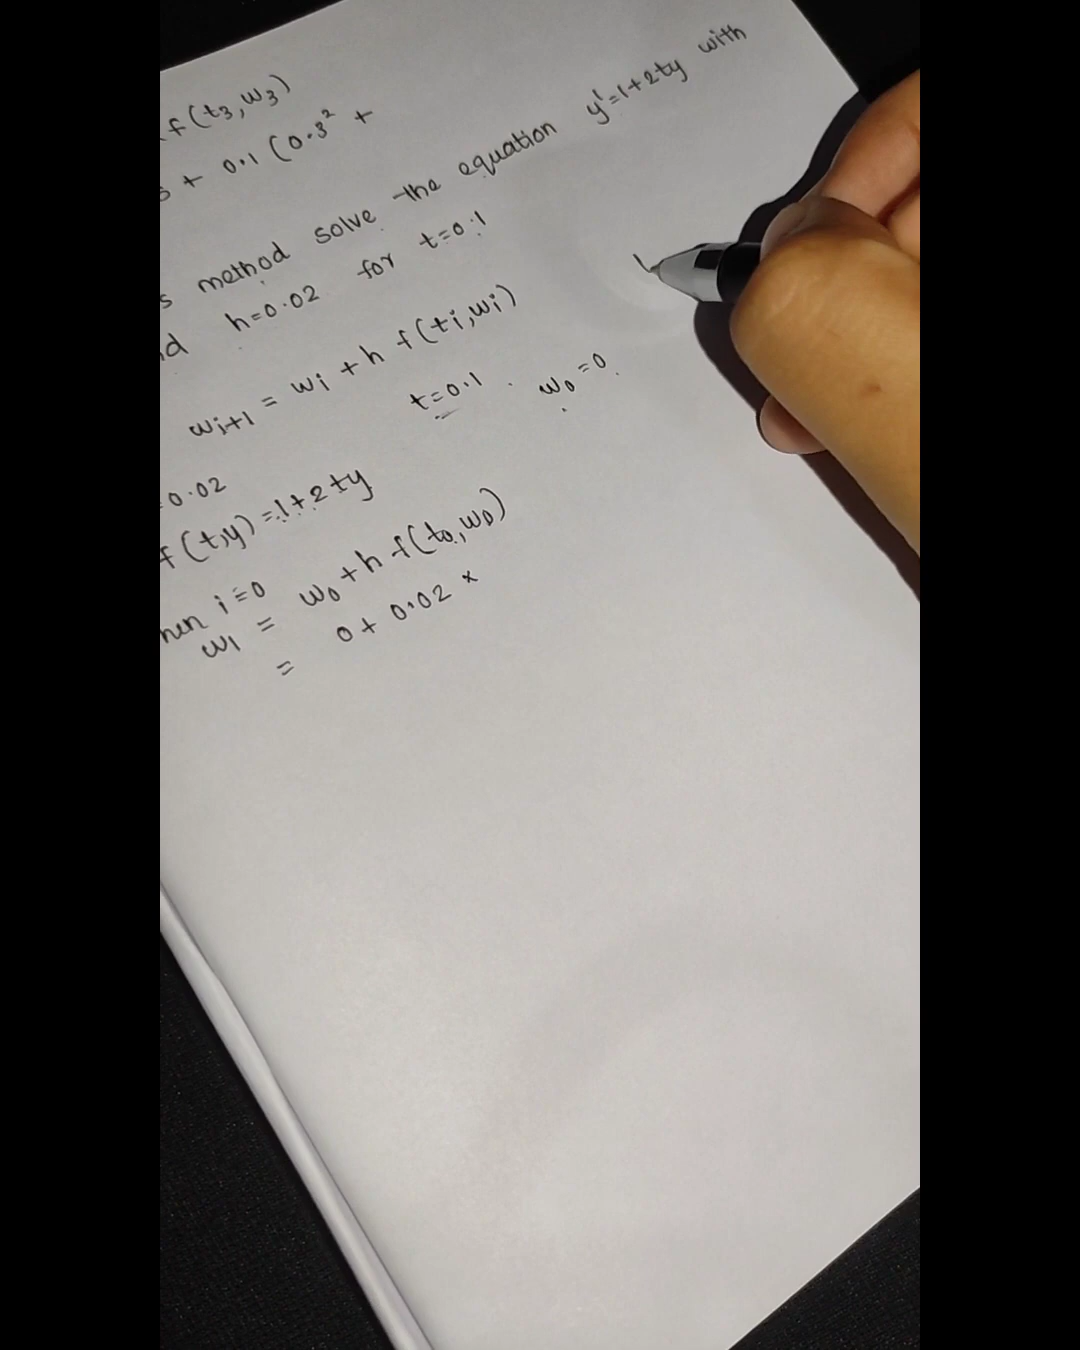 f(t₃,w₃)
+ 0.1 (0.3² +
method solve the equation y'=1+2ty with
h=0.02 for t=0.1
wᵢ₊₁ = wᵢ + h f(tᵢ,wᵢ)
t=0.1 w₀ = 0
0.02
f(t,y)=1+2ty
i=0
w₁ = w₀+h f(t₀,w₀)
= 0+ 0.02 ×